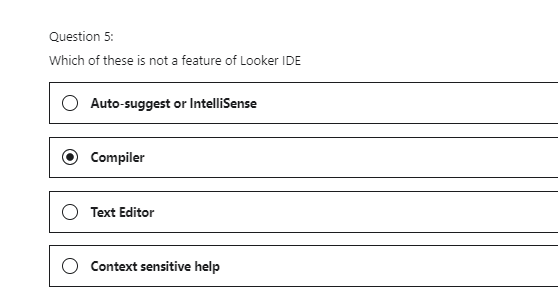 Question 5:
Which of these is not a feature of Looker IDE
Auto-suggest or IntelliSense
Compiler
Text Editor
Context sensitive help